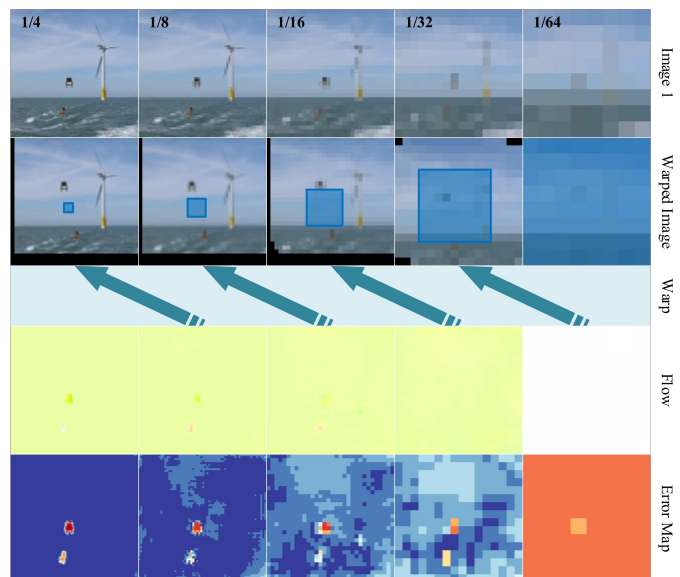 1/4
1/8
1/16
1/32
1/64
Image 1
Warped Image
Warp
Flow
Error Map